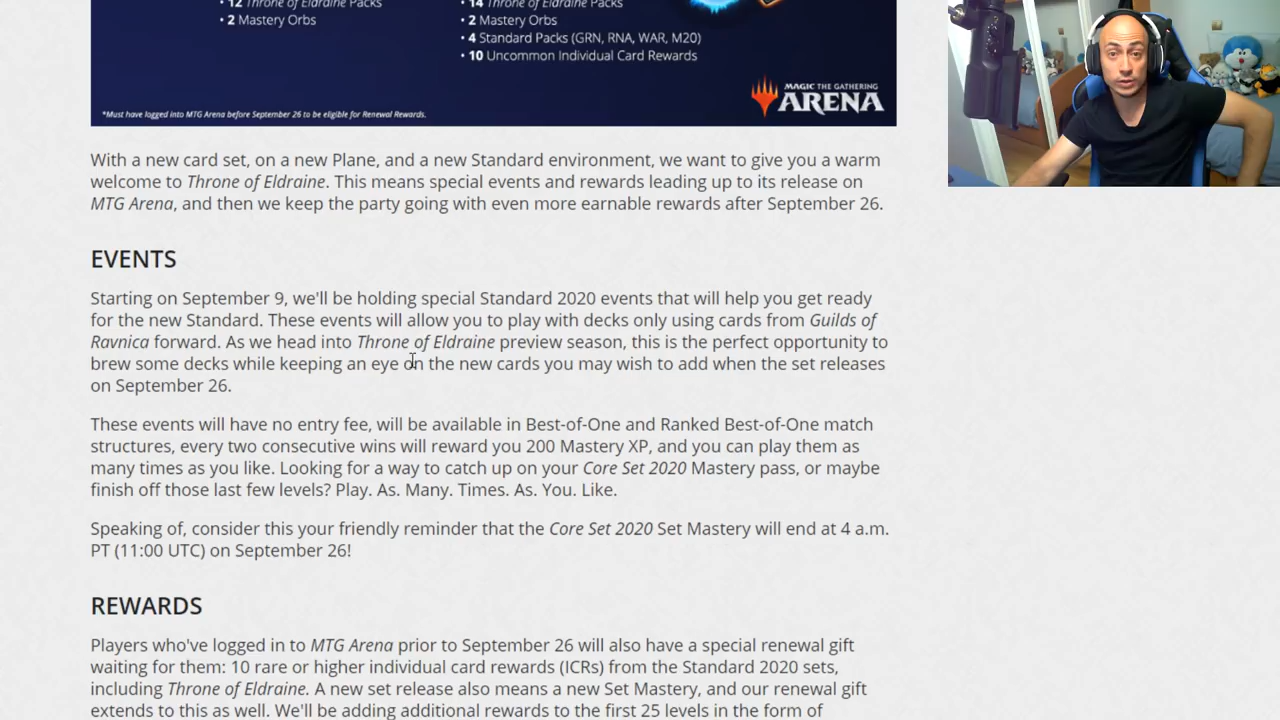 • 12 Throne of Eldraine Packs
• 2 Mastery Orbs
• 14 Throne of Eldraine Packs
• 2 Mastery Orbs
• 4 Standard Packs (GRN, RNA, WAR, M20)
• 10 Uncommon Individual Card Rewards
MAGIC THE GATHERING
ARENA
*Must have logged into MTG Arena before September 26 to be eligible for Renewal Rewards.
With a new card set, on a new Plane, and a new Standard environment, we want to give you a warm
welcome to Throne of Eldraine. This means special events and rewards leading up to its release on
MTG Arena, and then we keep the party going with even more earnable rewards after September 26.
EVENTS
Starting on September 9, we'll be holding special Standard 2020 events that will help you get ready
for the new Standard. These events will allow you to play with decks only using cards from Guilds of
Ravnica forward. As we head into Throne of Eldraine preview season, this is the perfect opportunity to
brew some decks while keeping an eye on the new cards you may wish to add when the set releases
on September 26.
These events will have no entry fee, will be available in Best-of-One and Ranked Best-of-One match
structures, every two consecutive wins will reward you 200 Mastery XP, and you can play them as
many times as you like. Looking for a way to catch up on your Core Set 2020 Mastery pass, or maybe
finish off those last few levels? Play. As. Many. Times. As. You. Like.
Speaking of, consider this your friendly reminder that the Core Set 2020 Set Mastery will end at 4 a.m.
PT (11:00 UTC) on September 26!
REWARDS
Players who've logged in to MTG Arena prior to September 26 will also have a special renewal gift
waiting for them: 10 rare or higher individual card rewards (ICRs) from the Standard 2020 sets,
including Throne of Eldraine. A new set release also means a new Set Mastery, and our renewal gift
extends to this as well. We'll be adding additional rewards to the first 25 levels in the form of